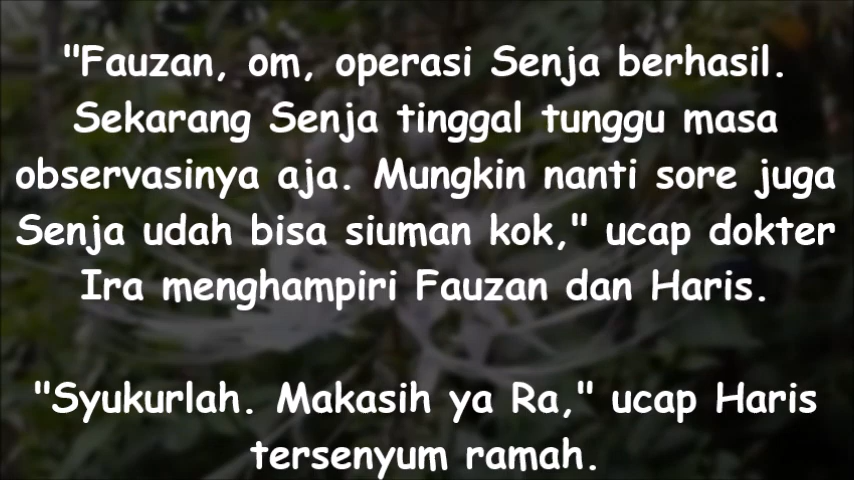 "Fauzan, om, operasi Senja berhasil.
Sekarang Senja tinggal tunggu masa
observasinya aja. Mungkin nanti sore juga
Senja udah bisa siuman kok," ucap dokter
Ira menghampiri Fauzan dan Haris.
"Syukurlah. Makasih ya Ra," ucap Haris
tersenyum ramah.